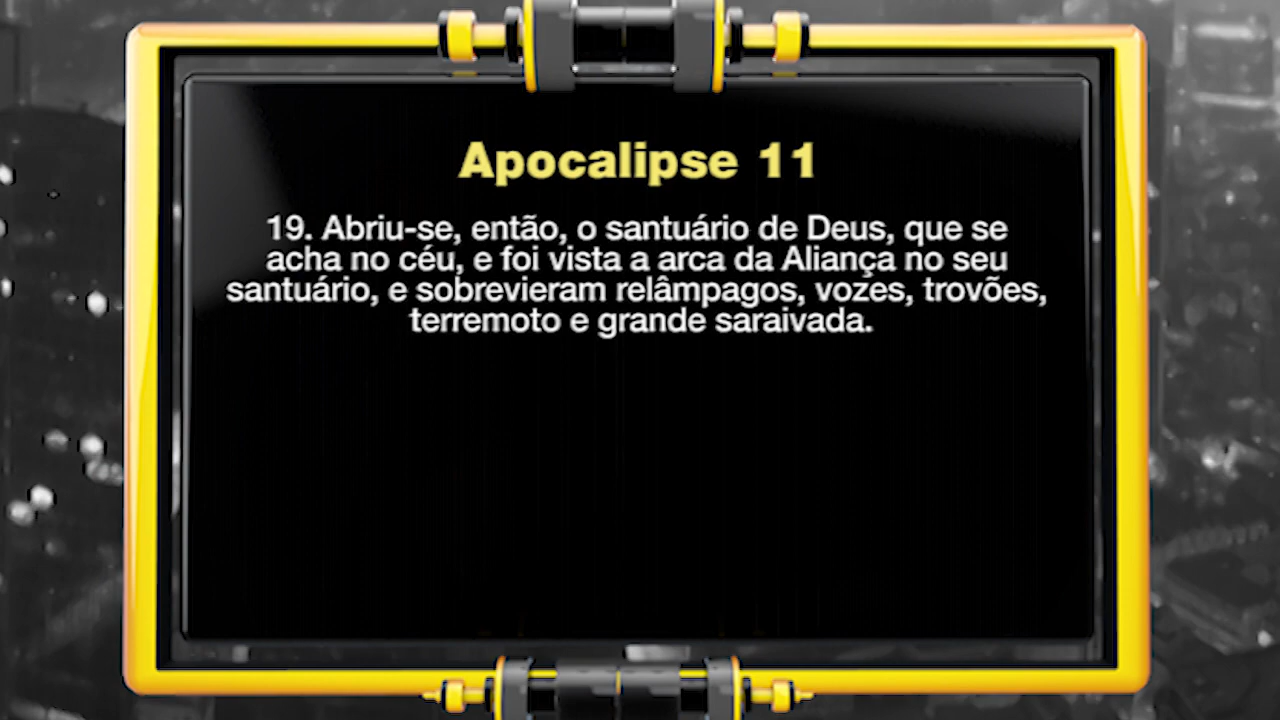 Apocalipse 11
19. Abriu-se, então, o santuário de Deus, que se
acha no céu, e foi vista a arca da Aliança no seu
santuário, e sobrevieram relâmpagos, vozes, trovões,
terremoto e grande saraivada.